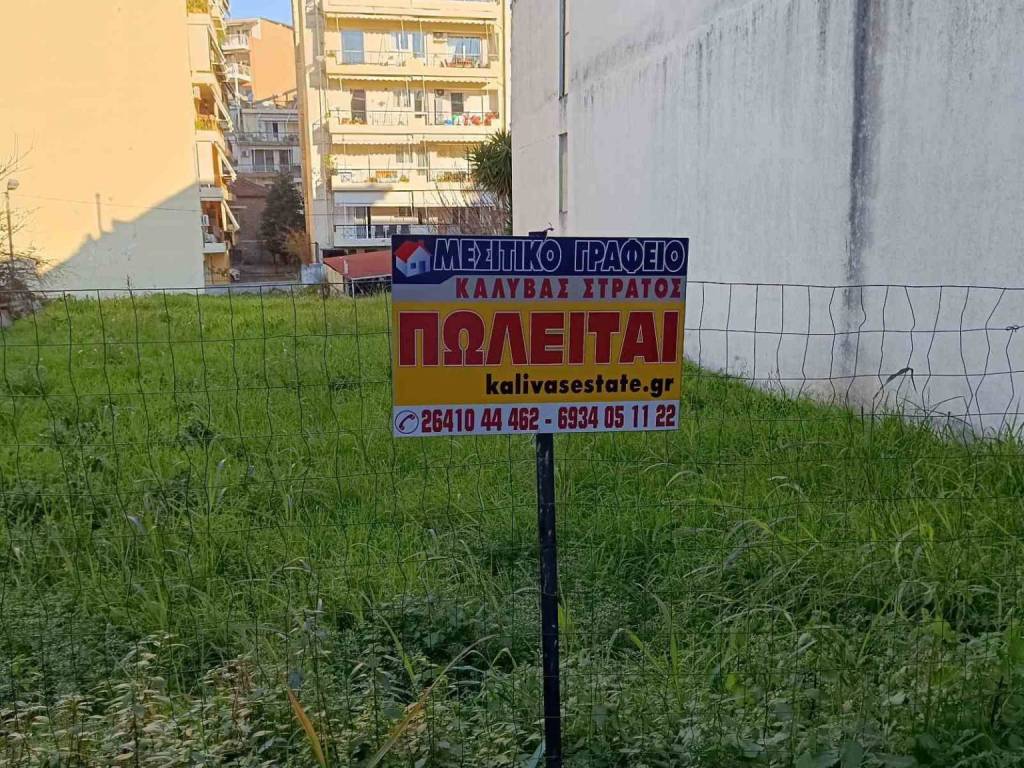 ΜΕΣΙΤΙΚΟ ΓΡΑΦΕΙΟ
ΚΑΛΥΒΑΣ ΣΤΡΑΤΟΣ
ΠΩΛΕΙΤΑΙ
kalivasestate.gr
26410 44 462 - 6934 05 11 22